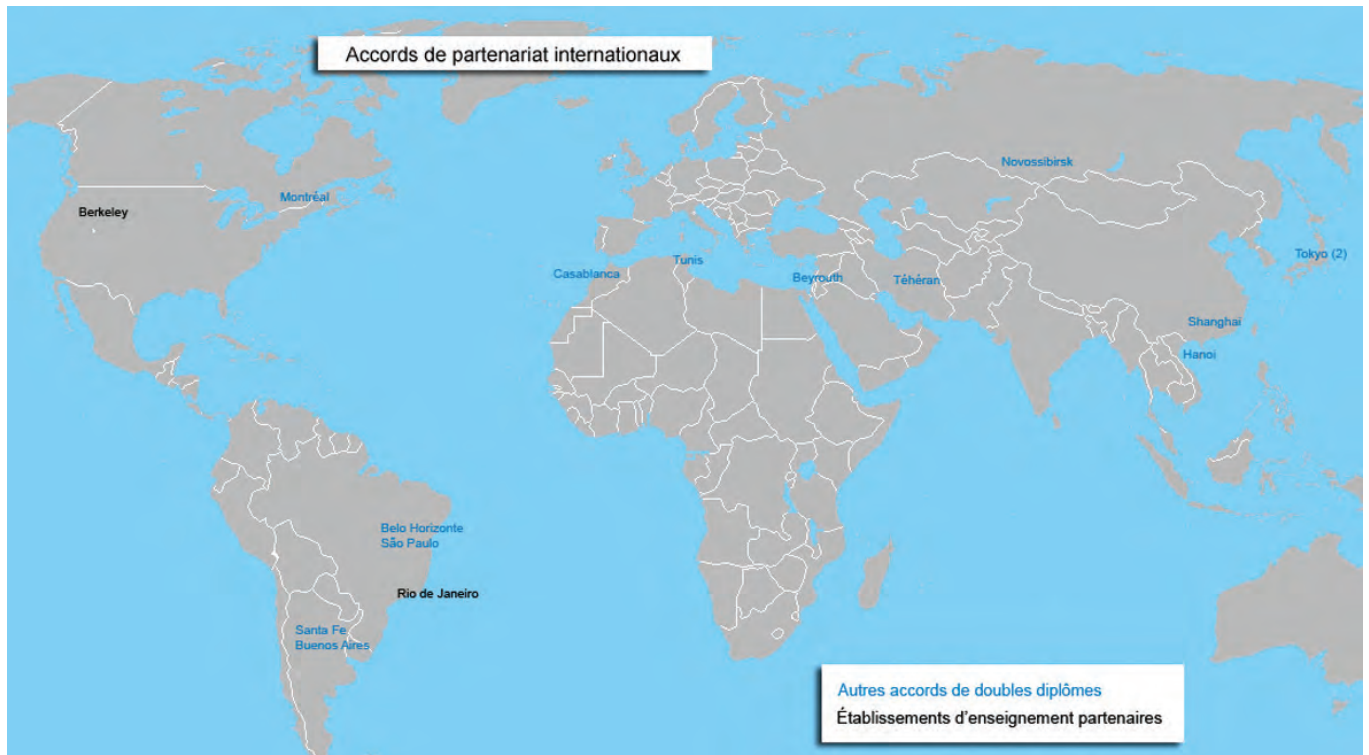 Accords de partenariat internationaux
Novossibirsk
Montréal
Berkeley
Tokyo (2)
Tunis
Casablanca
Beyrouth
Téhéran
Shanghai
Hanoi
Belo Horizonte
São Paulo
Rio de Janeiro
Santa Fe
Buenos Aires
Autres accords de doubles diplômes
Établissements d'enseignement partenaires